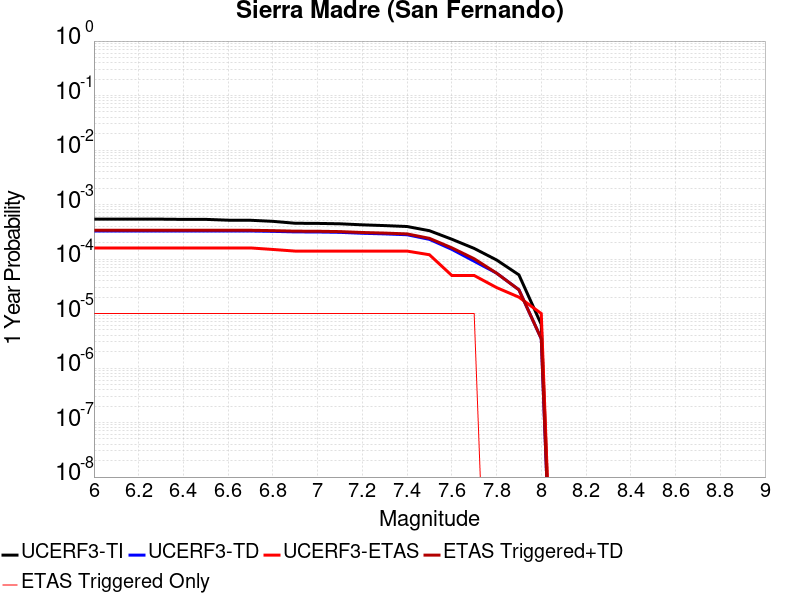 Sierra Madre (San Fernando)
10^0
10^-1
10^-2
10^-3
10^-4
10^-5
10^-6
10^-7
10^-8
1 Year Probability
6 6.2 6.4 6.6 6.8 7 7.2 7.4 7.6 7.8 8 8.2 8.4 8.6 8.8 9
Magnitude
UCERF3-TI UCERF3-TD UCERF3-ETAS ETAS Triggered+TD
ETAS Triggered Only